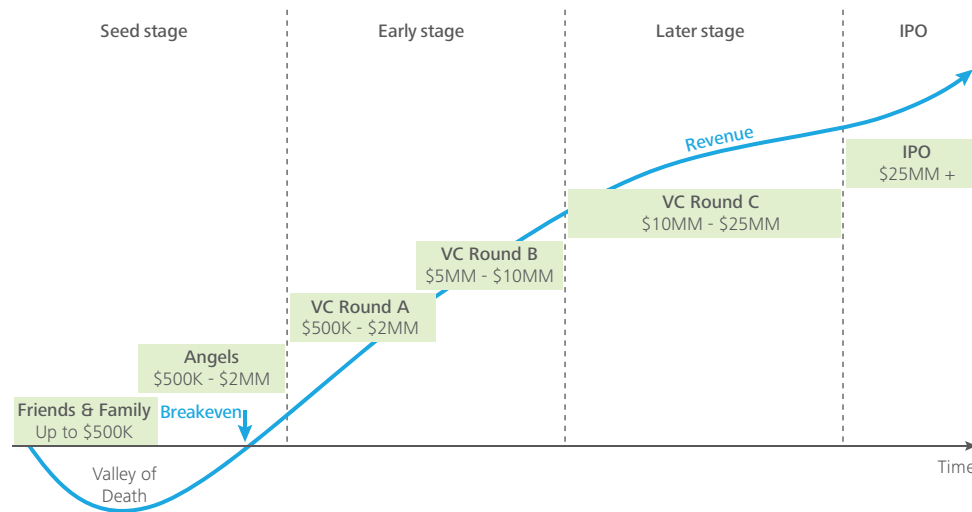 Seed stage
Early stage
Later stage
IPO
Revenue
IPO
$25MM +
VC Round C
$10MM - $25MM
VC Round B
$5MM - $10MM
VC Round A
$500K - $2MM
Angels
$500K - $2MM
Friends & Family
Up to $500K
Breakeven
Time
Valley of
Death